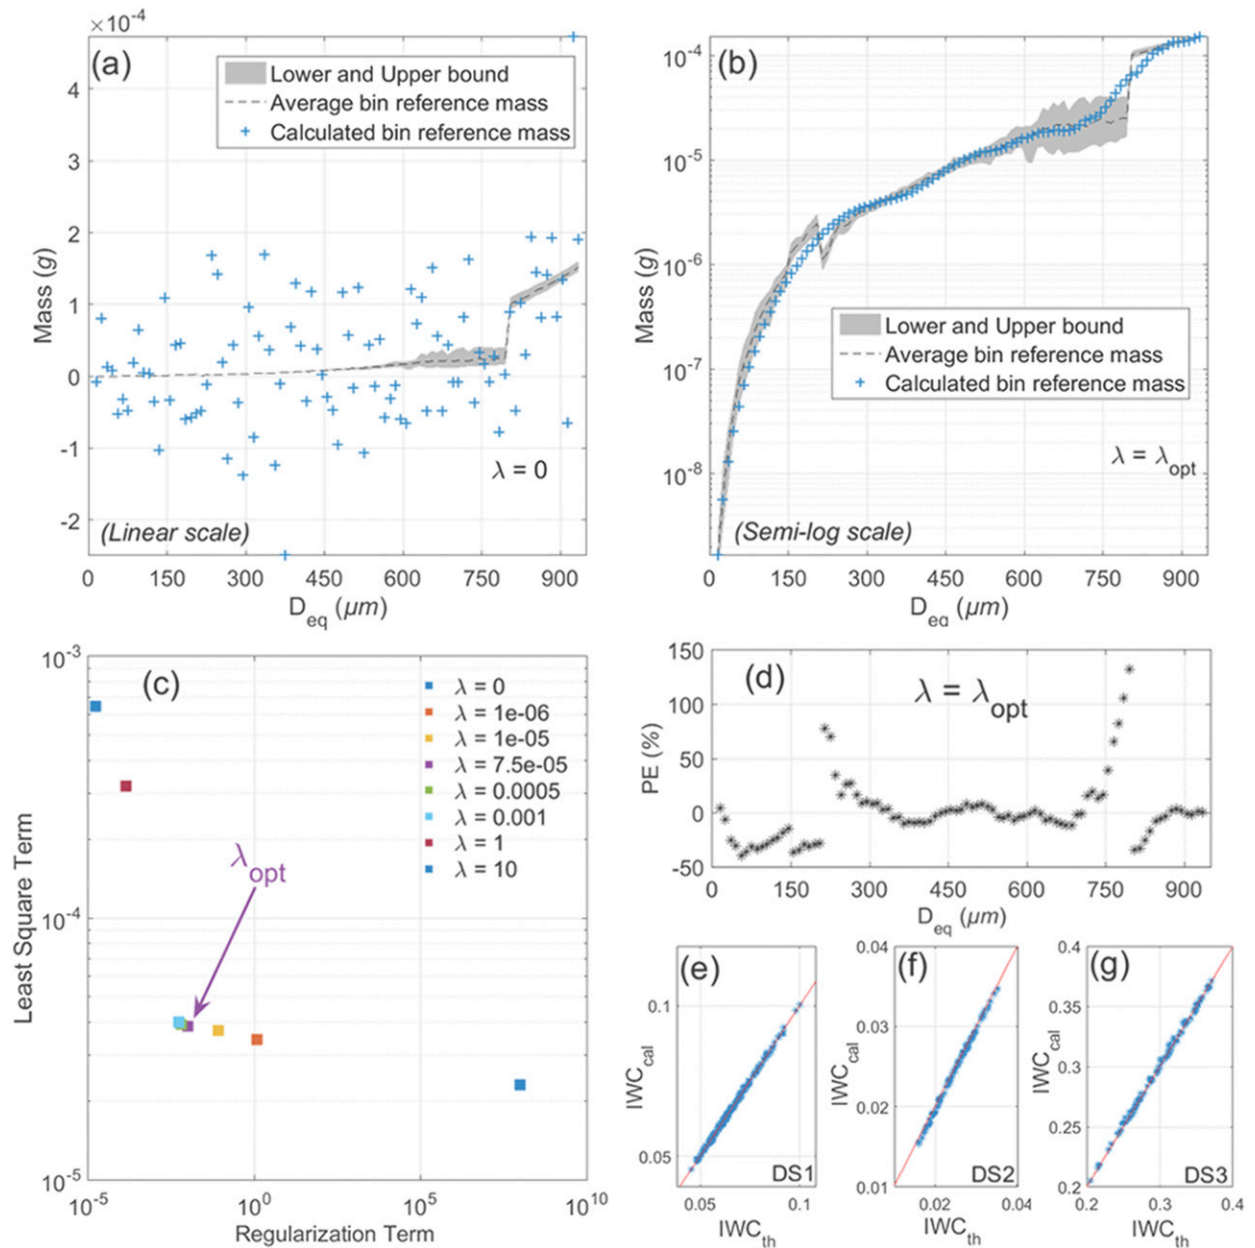 ×10⁻⁴
(a)
Lower and Upper bound
Average bin reference mass
Calculated bin reference mass
4
3
2
1
0
-1
-2
Mass (g)
λ = 0
(Linear scale)
0 150 300 450 600 750 900
D_eq (μm)
(b)
10⁻⁴
10⁻⁵
10⁻⁶
10⁻⁷
10⁻⁸
Mass (g)
Lower and Upper bound
Average bin reference mass
Calculated bin reference mass
λ = λ_opt
(Semi-log scale)
0 150 300 450 600 750 900
D_eq (μm)
(c)
10⁻³
10⁻⁴
10⁻⁵
Least Square Term
λ = 0
λ = 1e-06
λ = 1e-05
λ = 7.5e-05
λ = 0.0005
λ = 0.001
λ = 1
λ = 10
λ_opt
10⁻⁵ 10⁰ 10⁵ 10¹⁰
Regularization Term
(d)
λ = λ_opt
150
100
50
0
-50
PE (%)
0 150 300 450 600 750 900
D_eq (μm)
(e)
0.1
0.05
IWC_cal
DS1
0.05 0.1
IWC_th
(f)
0.04
0.03
0.02
0.01
IWC_cal
DS2
0.02 0.04
IWC_th
(g)
0.4
0.35
0.3
0.25
0.2
IWC_cal
DS3
0.2 0.3 0.4
IWC_th